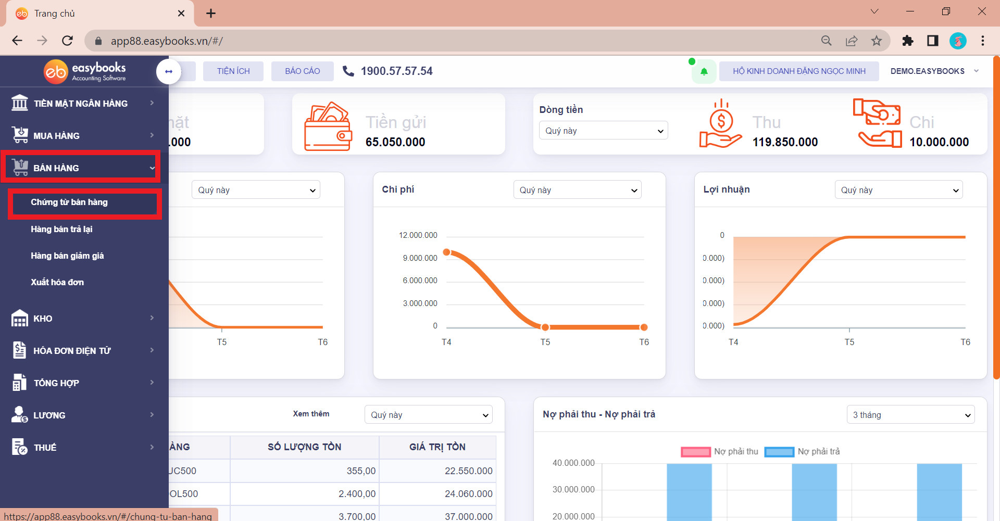 Trang chủ
app88.easybooks.vn/#/
eb easybooks
Accounting Software
TIỆN ÍCH
BÁO CÁO
1900.57.57.54
HỘ KINH DOANH ĐẶNG NGỌC MINH
DEMO.EASYBOOKS
TIỀN MẶT NGÂN HÀNG
MUA HÀNG
BÁN HÀNG
Chứng từ bán hàng
Hàng bán trả lại
Hàng bán giảm giá
Xuất hóa đơn
KHO
HÓA ĐƠN ĐIỆN TỬ
TỔNG HỢP
LƯƠNG
THUẾ
https://app88.easybooks.vn/#/chung-tu-ban-hang
.000
Tiền gửi
65.050.000
Dòng tiền
Quý này
Thu
119.850.000
Chi
10.000.000
Quý này
T5
T6
Chi phí
Quý này
12.000.000
9.000.000
6.000.000
3.000.000
0
T4
T5
T6
Lợi nhuận
Quý này
0
0.000)
0.000)
0.000)
0.000)
T4
T5
T6
Xem thêm
Quý này
ÀNG
SỐ LƯỢNG TỒN
GIÁ TRỊ TỒN
UC500
355,00
22.550.000
OL500
2.400,00
24.060.000
3.700,00
37.000.000
Nợ phải thu - Nợ phải trả
3 tháng
Nợ phải thu
Nợ phải trả
40.000.000
30.000.000
20.000.000